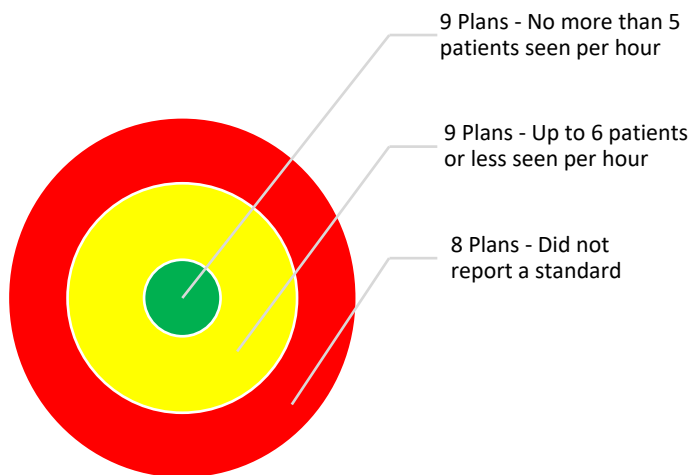 9 Plans - No more than 5
patients seen per hour
9 Plans - Up to 6 patients
or less seen per hour
8 Plans - Did not
report a standard